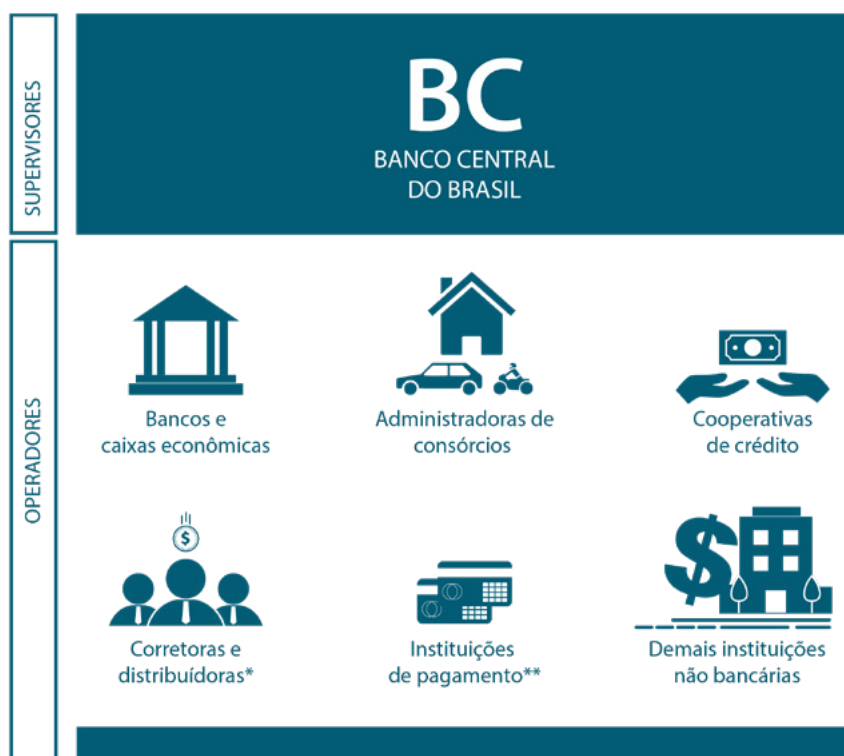 SUPERVISORES
BC
BANCO CENTRAL
DO BRASIL
OPERADORES
Bancos e
caixas econômicas
Administradoras de
consórcios
Cooperativas
de crédito
$
Corretoras e
distribuídoras*
Instituições
de pagamento**
$
Demais instituições
não bancárias